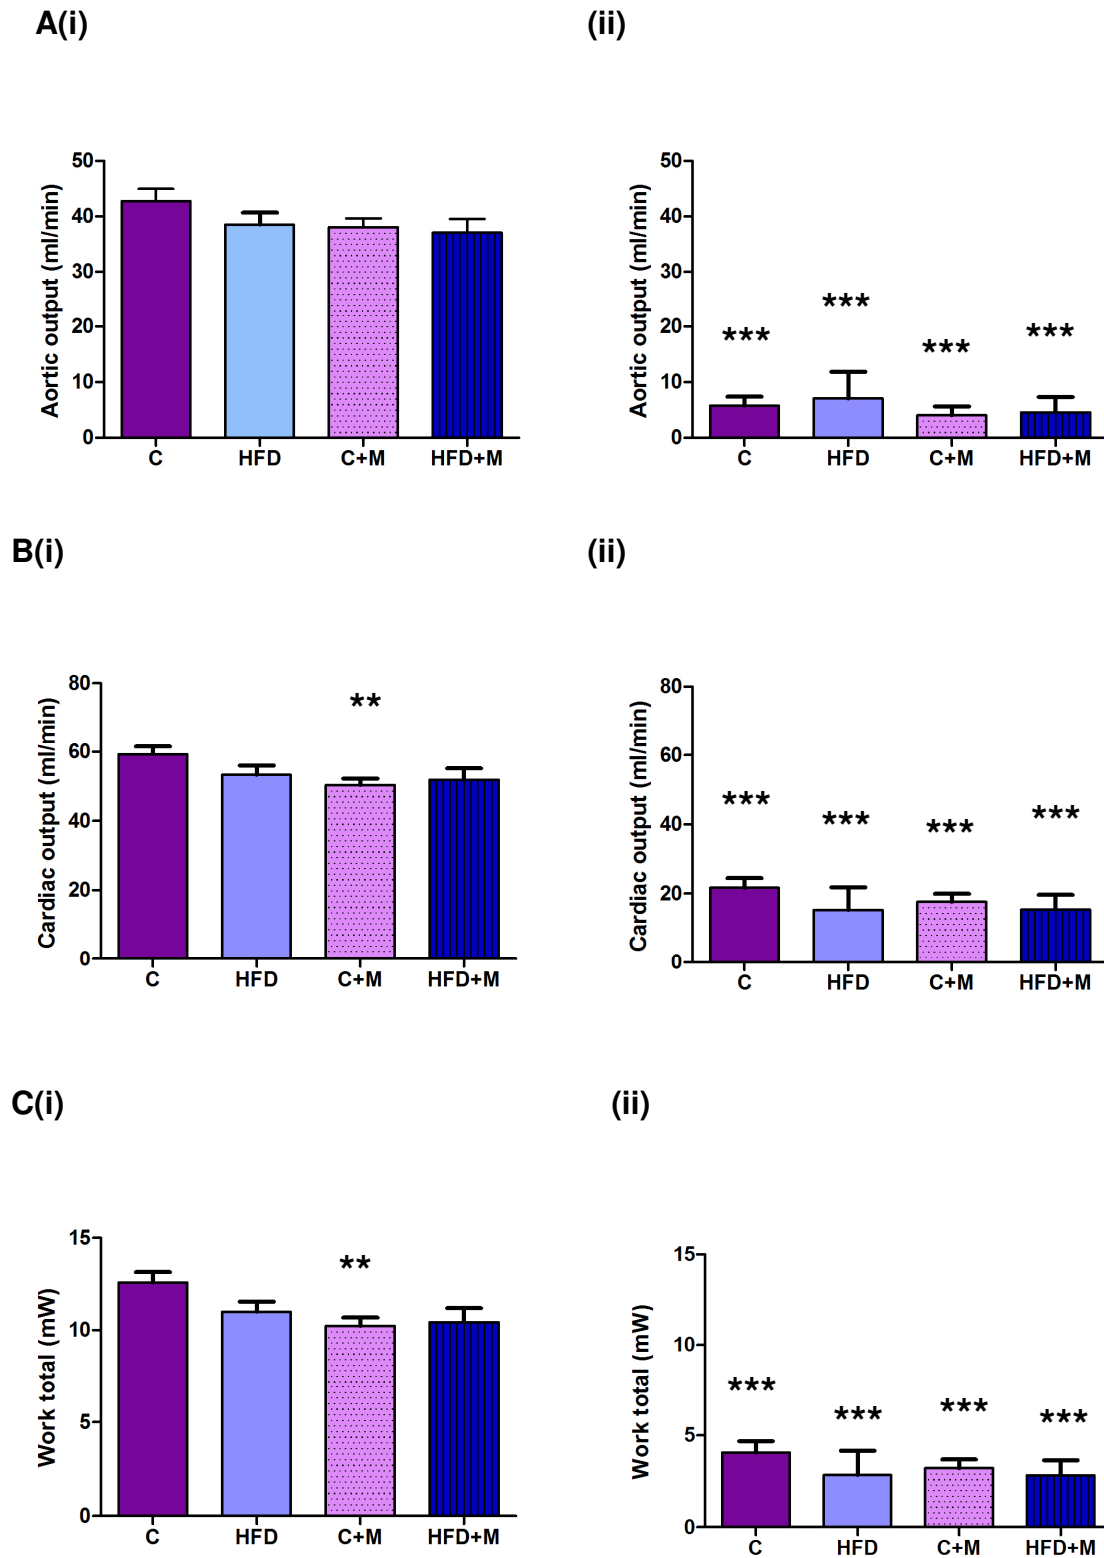 A(i)
(ii)
Aortic output (ml/min)
50
40
30
20
10
0
C HFD C+M HFD+M
Aortic output (ml/min)
50
40
30
20
10
0
*** *** *** ***
C HFD C+M HFD+M
B(i)
(ii)
Cardiac output (ml/min)
80
60
40
20
0
**
C HFD C+M HFD+M
Cardiac output (ml/min)
80
60
40
20
0
*** *** *** ***
C HFD C+M HFD+M
C(i)
(ii)
Work total (mW)
15
10
5
0
**
C HFD C+M HFD+M
Work total (mW)
15
10
5
0
*** *** *** ***
C HFD C+M HFD+M